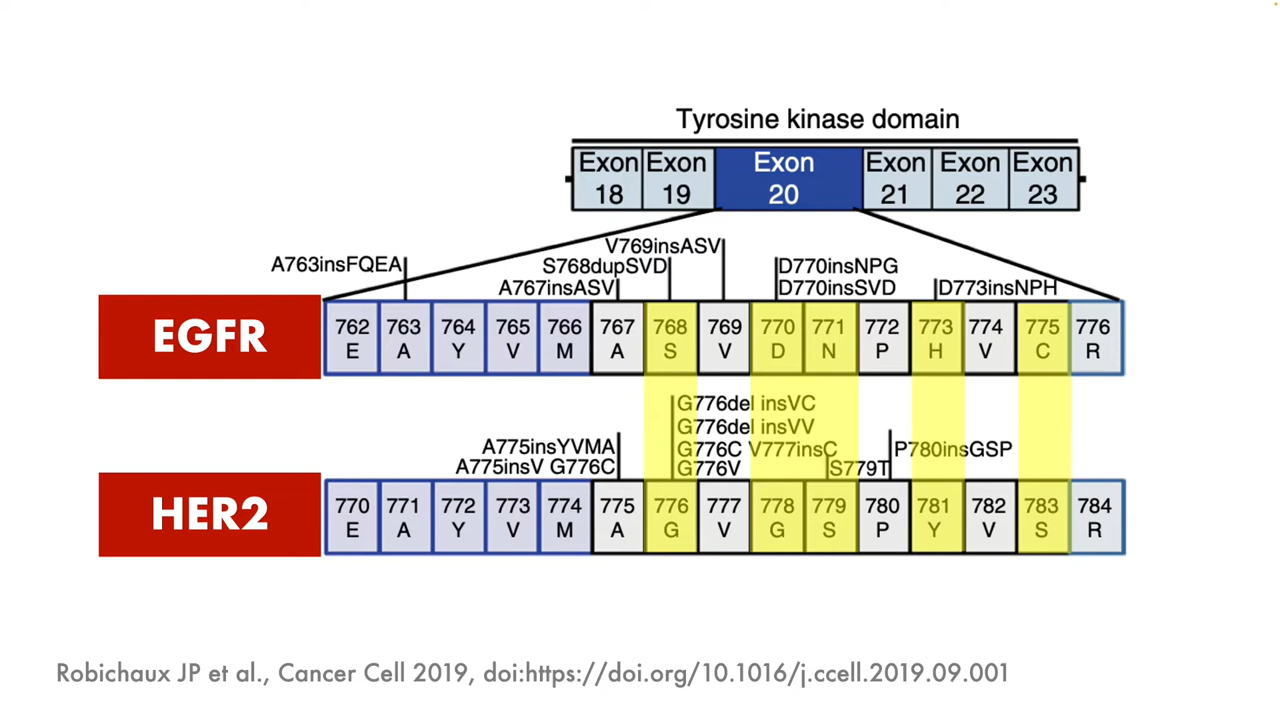 Tyrosine kinase domain
Exon 18 Exon 19 Exon 20 Exon 21 Exon 22 Exon 23
V769insASV
A763insFQEA S768dupSVD D770insNPG
A767insASV D770insSVD D773insNPH
EGFR
762 763 764 765 766 767 768 769 770 771 772 773 774 775 776
E A Y V M A S V D N P H V C R
G776del insVC
G776del insVV
A775insYVMA G776C V777insC P780insGSP
A775insV G776C G776V S779T
HER2
770 771 772 773 774 775 776 777 778 779 780 781 782 783 784
E A Y V M A G V G S P Y V S R
Robichaux JP et al., Cancer Cell 2019, doi:https://doi.org/10.1016/j.ccell.2019.09.001